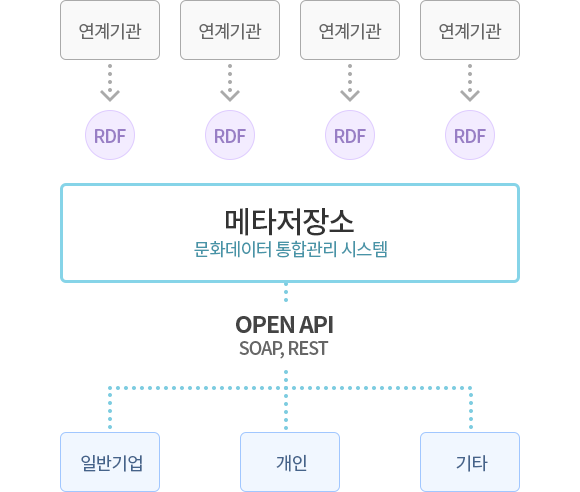 연계기관
연계기관
연계기관
연계기관
RDF
RDF
RDF
RDF
메타저장소
문화데이터 통합관리 시스템
OPEN API
SOAP, REST
일반기업
개인
기타